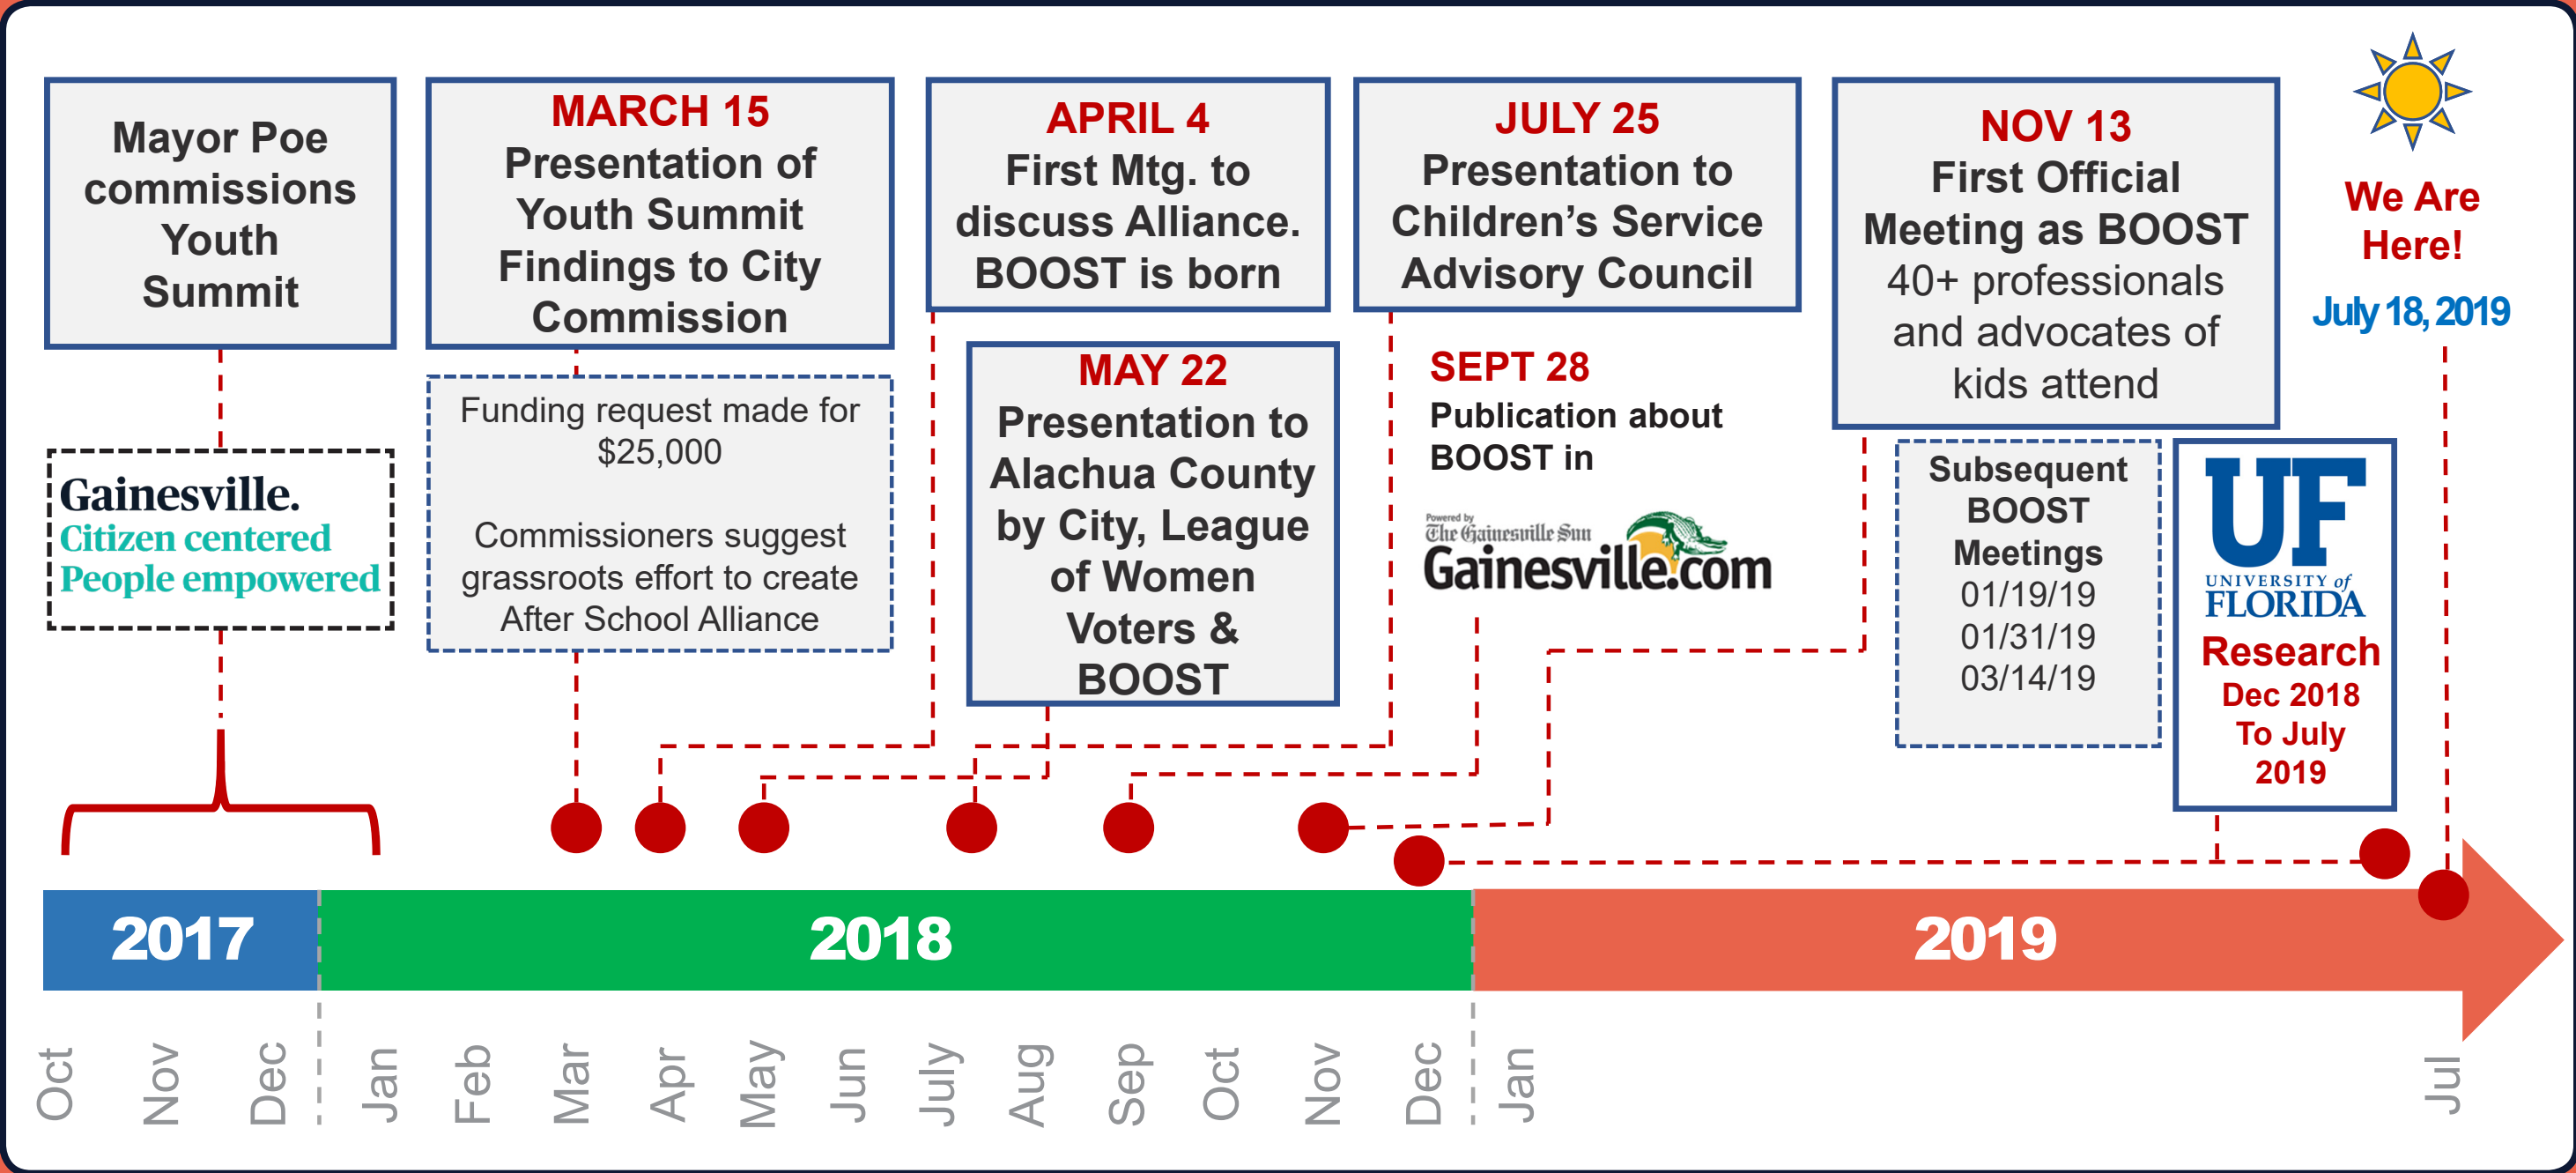 Mayor Poe
commissions
Youth
Summit
Gainesville.
Citizen centered
People empowered
MARCH 15
Presentation of
Youth Summit
Findings to City
Commission
Funding request made for
$25,000
Commissioners suggest
grassroots effort to create
After School Alliance
APRIL 4
First Mtg. to
discuss Alliance.
BOOST is born
MAY 22
Presentation to
Alachua County
by City, League
of Women
Voters &
BOOST
JULY 25
Presentation to
Children’s Service
Advisory Council
SEPT 28
Publication about
BOOST in
Powered by
The Gainesville Sun
Gainesville.com
NOV 13
First Official
Meeting as BOOST
40+ professionals
and advocates of
kids attend
Subsequent
BOOST
Meetings
01/19/19
01/31/19
03/14/19
UF
UNIVERSITY of
FLORIDA
Research
Dec 2018
To July
2019
We Are
Here!
July 18, 2019
2017
2018
2019
Oct
Nov
Dec
Jan
Feb
Mar
Apr
May
Jun
July
Aug
Sep
Oct
Nov
Dec
Jan
Jul